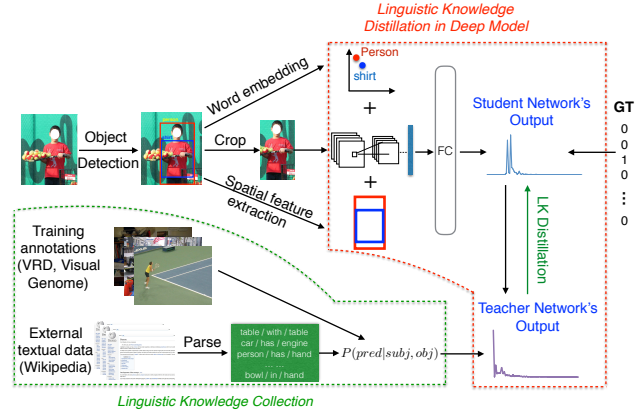 Linguistic Knowledge
Distillation in Deep Model
Person
shirt
Word embedding
+
Object
Detection
Crop
FC
Student Network's
Output
GT
0
0
1
0
...
0
+
Spatial feature
extraction
LK Distillation
Training
annotations
(VRD, Visual
Genome)
Teacher Network's
Output
External
textual data
(Wikipedia)
Parse
table / with / table
car / has / engine
person / has / hand
... ...
bowl / in / hand
P(pred|subj, obj)
Linguistic Knowledge Collection